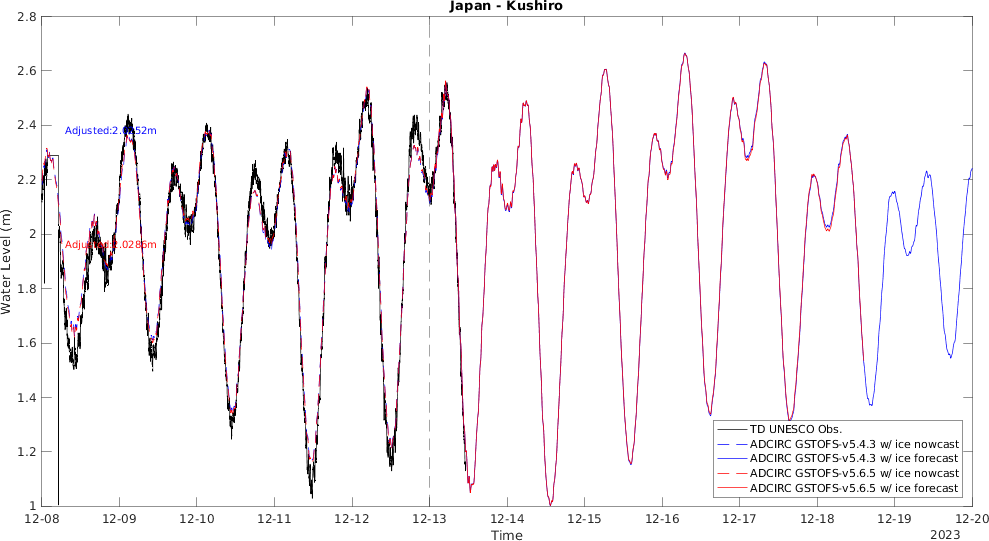 Japan - Kushiro
2.8
2.6
2.4
2.2
2
1.8
1.6
1.4
1.2
1
Water Level (m)
Adjusted:2.0286m
TD UNESCO Obs.
ADCIRC GSTOFS-v5.4.3 w/ ice nowcast
ADCIRC GSTOFS-v5.4.3 w/ ice forecast
ADCIRC GSTOFS-v5.6.5 w/ ice nowcast
ADCIRC GSTOFS-v5.6.5 w/ ice forecast
12-08 12-09 12-10 12-11 12-12 12-13 12-14 12-15 12-16 12-17 12-18 12-19 12-20
Time
2023